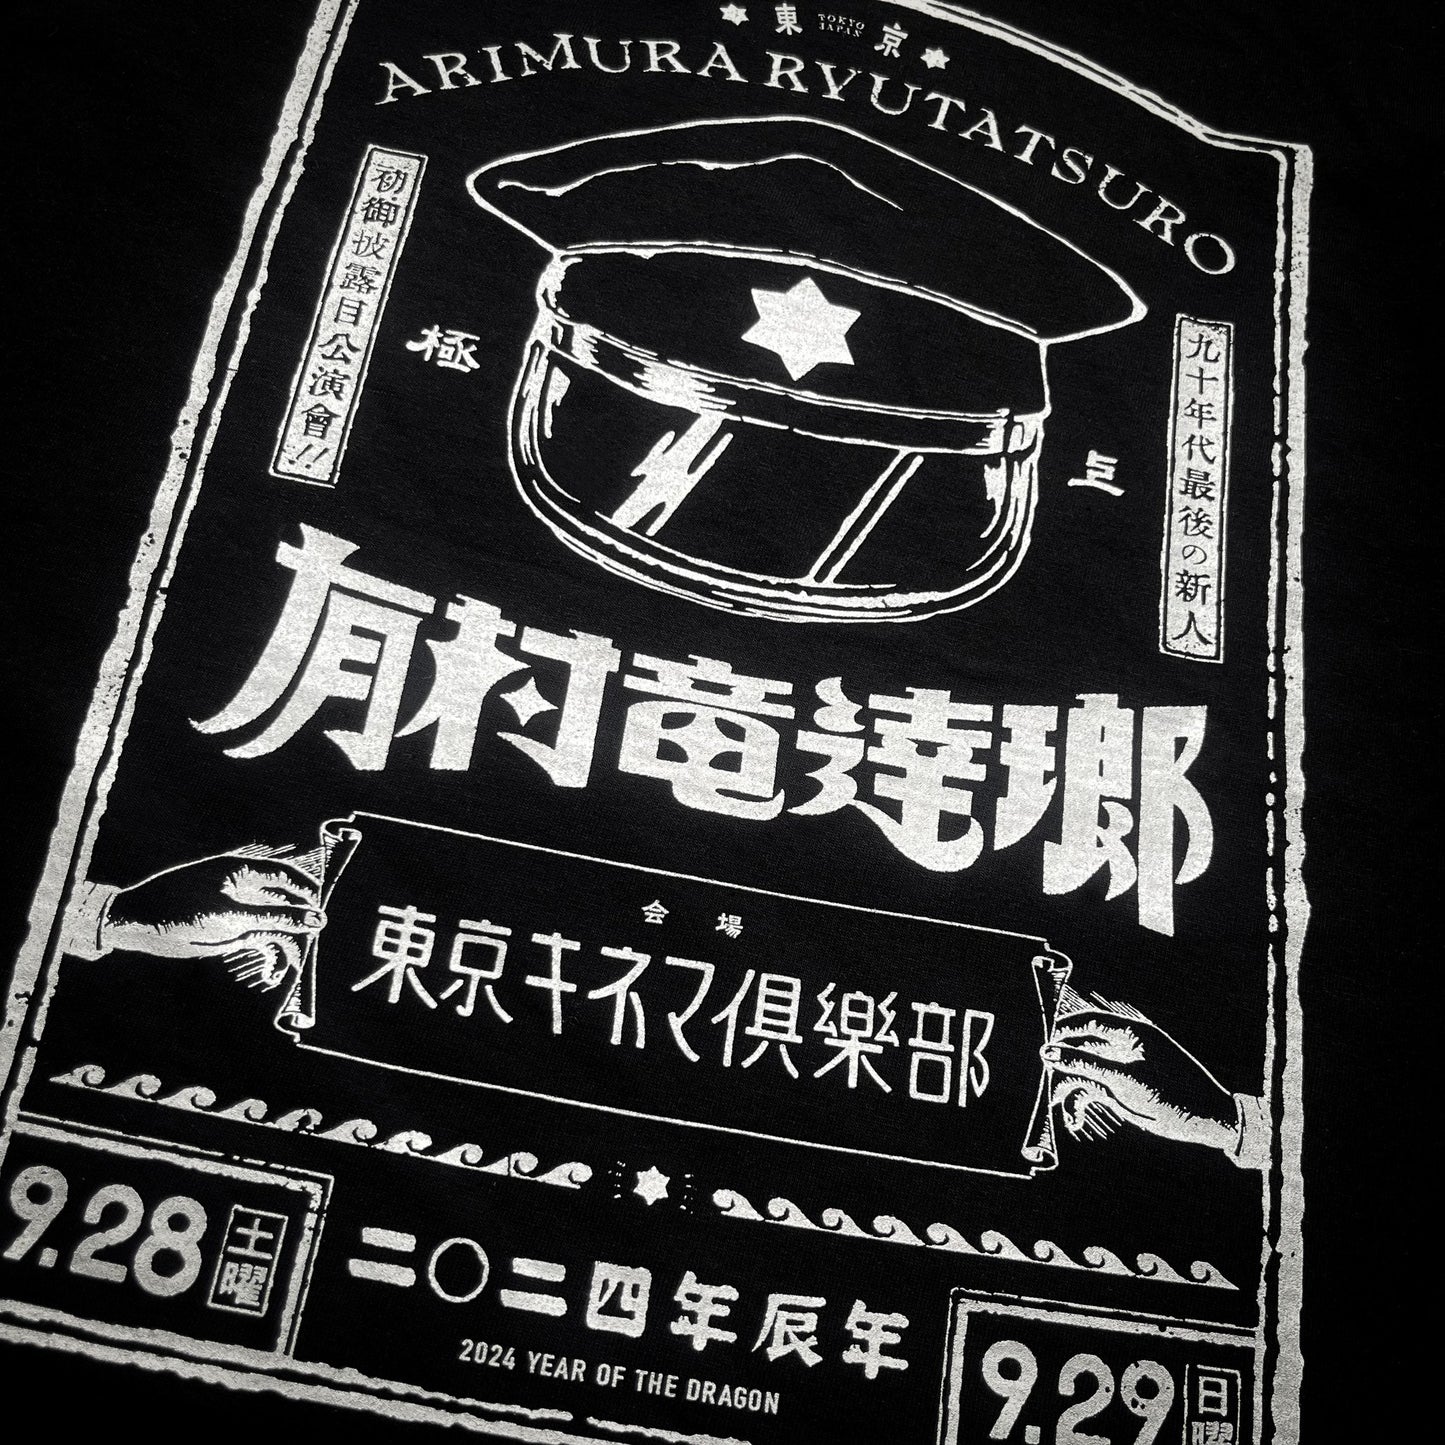 東 TOKYO JAPAN 京
ARIMURA RYUTATSURO
初御披露目公演會!!
極
上
九十年代最後の新人
有村竜達瑯
会場
東京キネマ俱樂部
9.28 土曜
二〇二四年辰年
2024 YEAR OF THE DRAGON
9.29 日曜